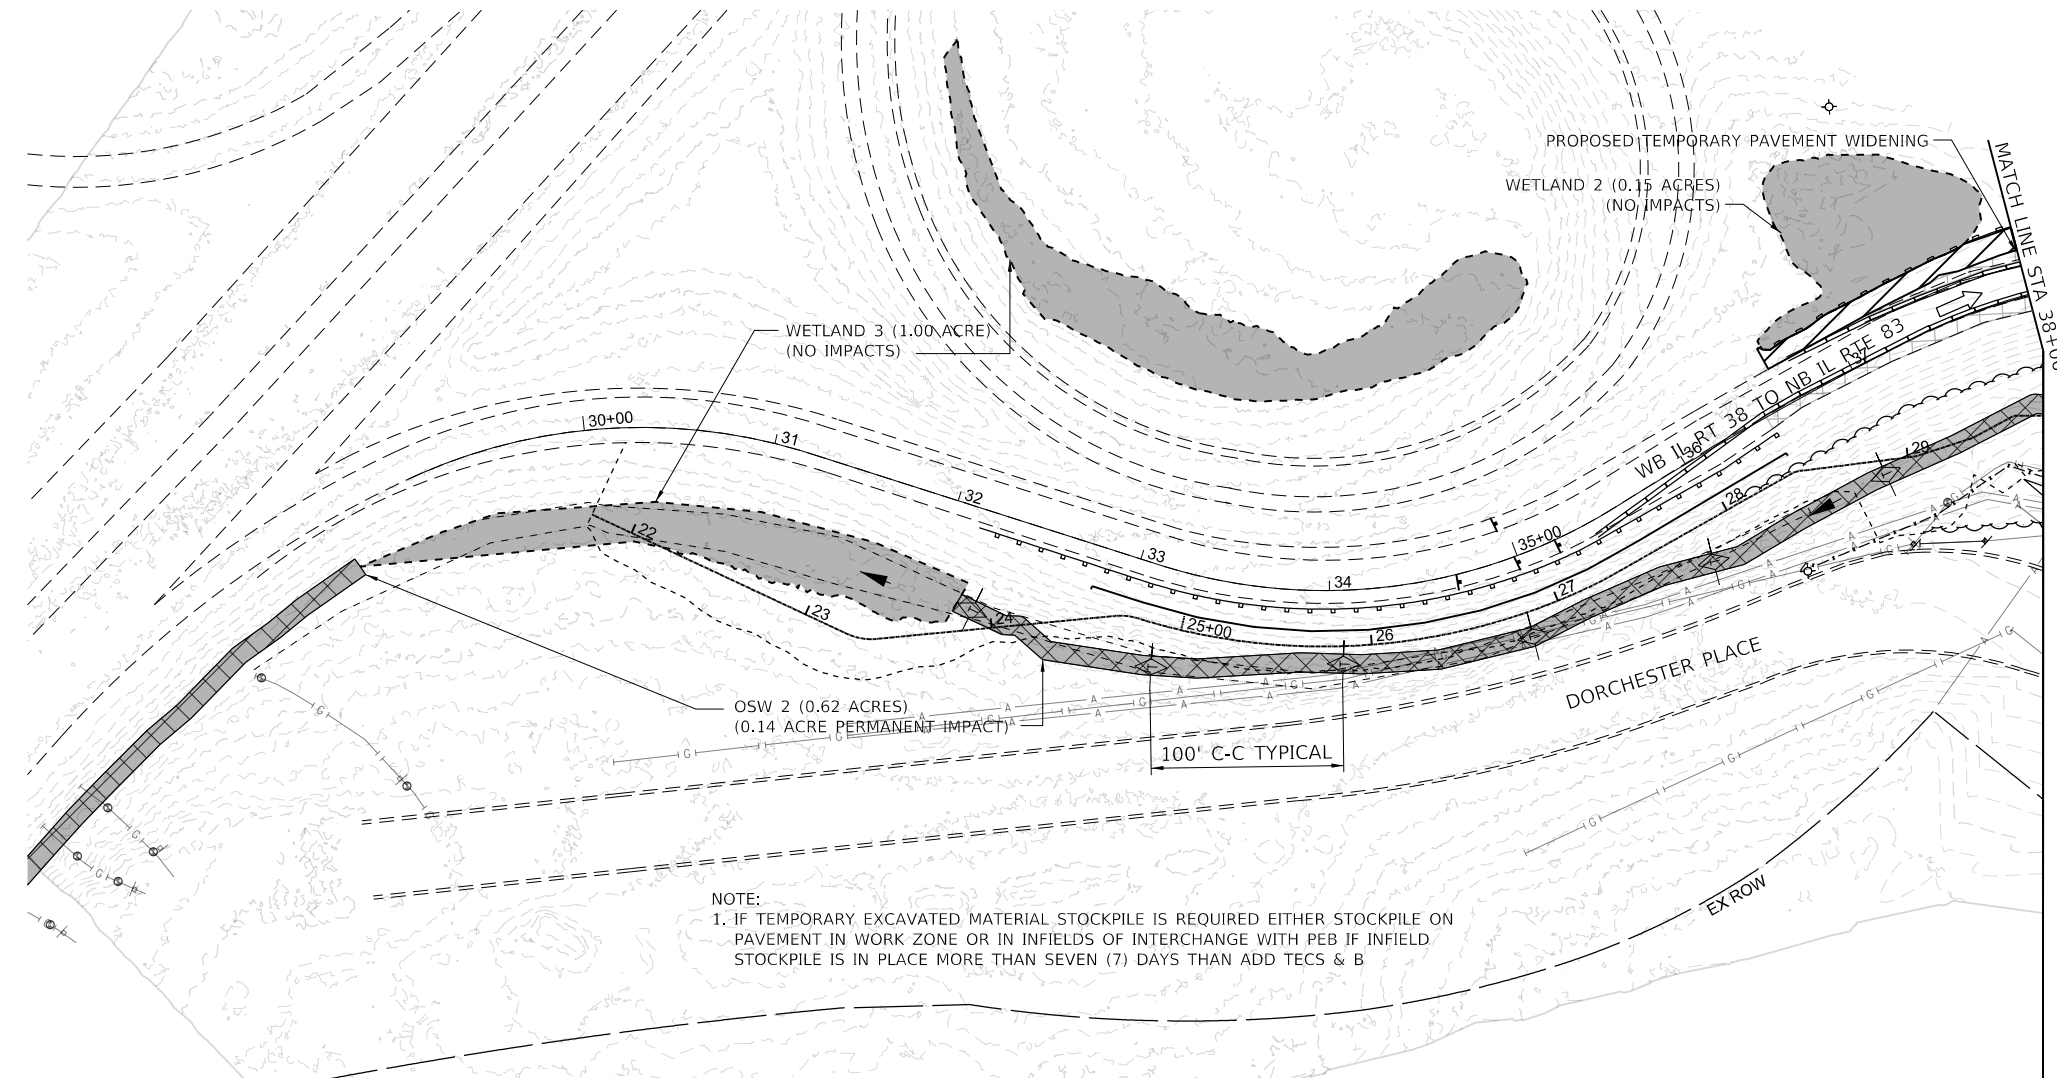 PROPOSED TEMPORARY PAVEMENT WIDENING
WETLAND 2 (0.15 ACRES)
(NO IMPACTS)
MATCH LINE STA 38+00
WETLAND 3 (1.00 ACRE)
(NO IMPACTS)
WB IL RT 38 TO NB IL RTE 83
30+00
31
32
33
34
35+00
36
37
22
23
24
25+00
26
27
28
29
OSW 2 (0.62 ACRES)
(0.14 ACRE PERMANENT IMPACT)
DORCHESTER PLACE
100' C-C TYPICAL
EX ROW
NOTE:
1. IF TEMPORARY EXCAVATED MATERIAL STOCKPILE IS REQUIRED EITHER STOCKPILE ON
PAVEMENT IN WORK ZONE OR IN INFIELDS OF INTERCHANGE WITH PEB IF INFIELD
STOCKPILE IS IN PLACE MORE THAN SEVEN (7) DAYS THAN ADD TECS & B